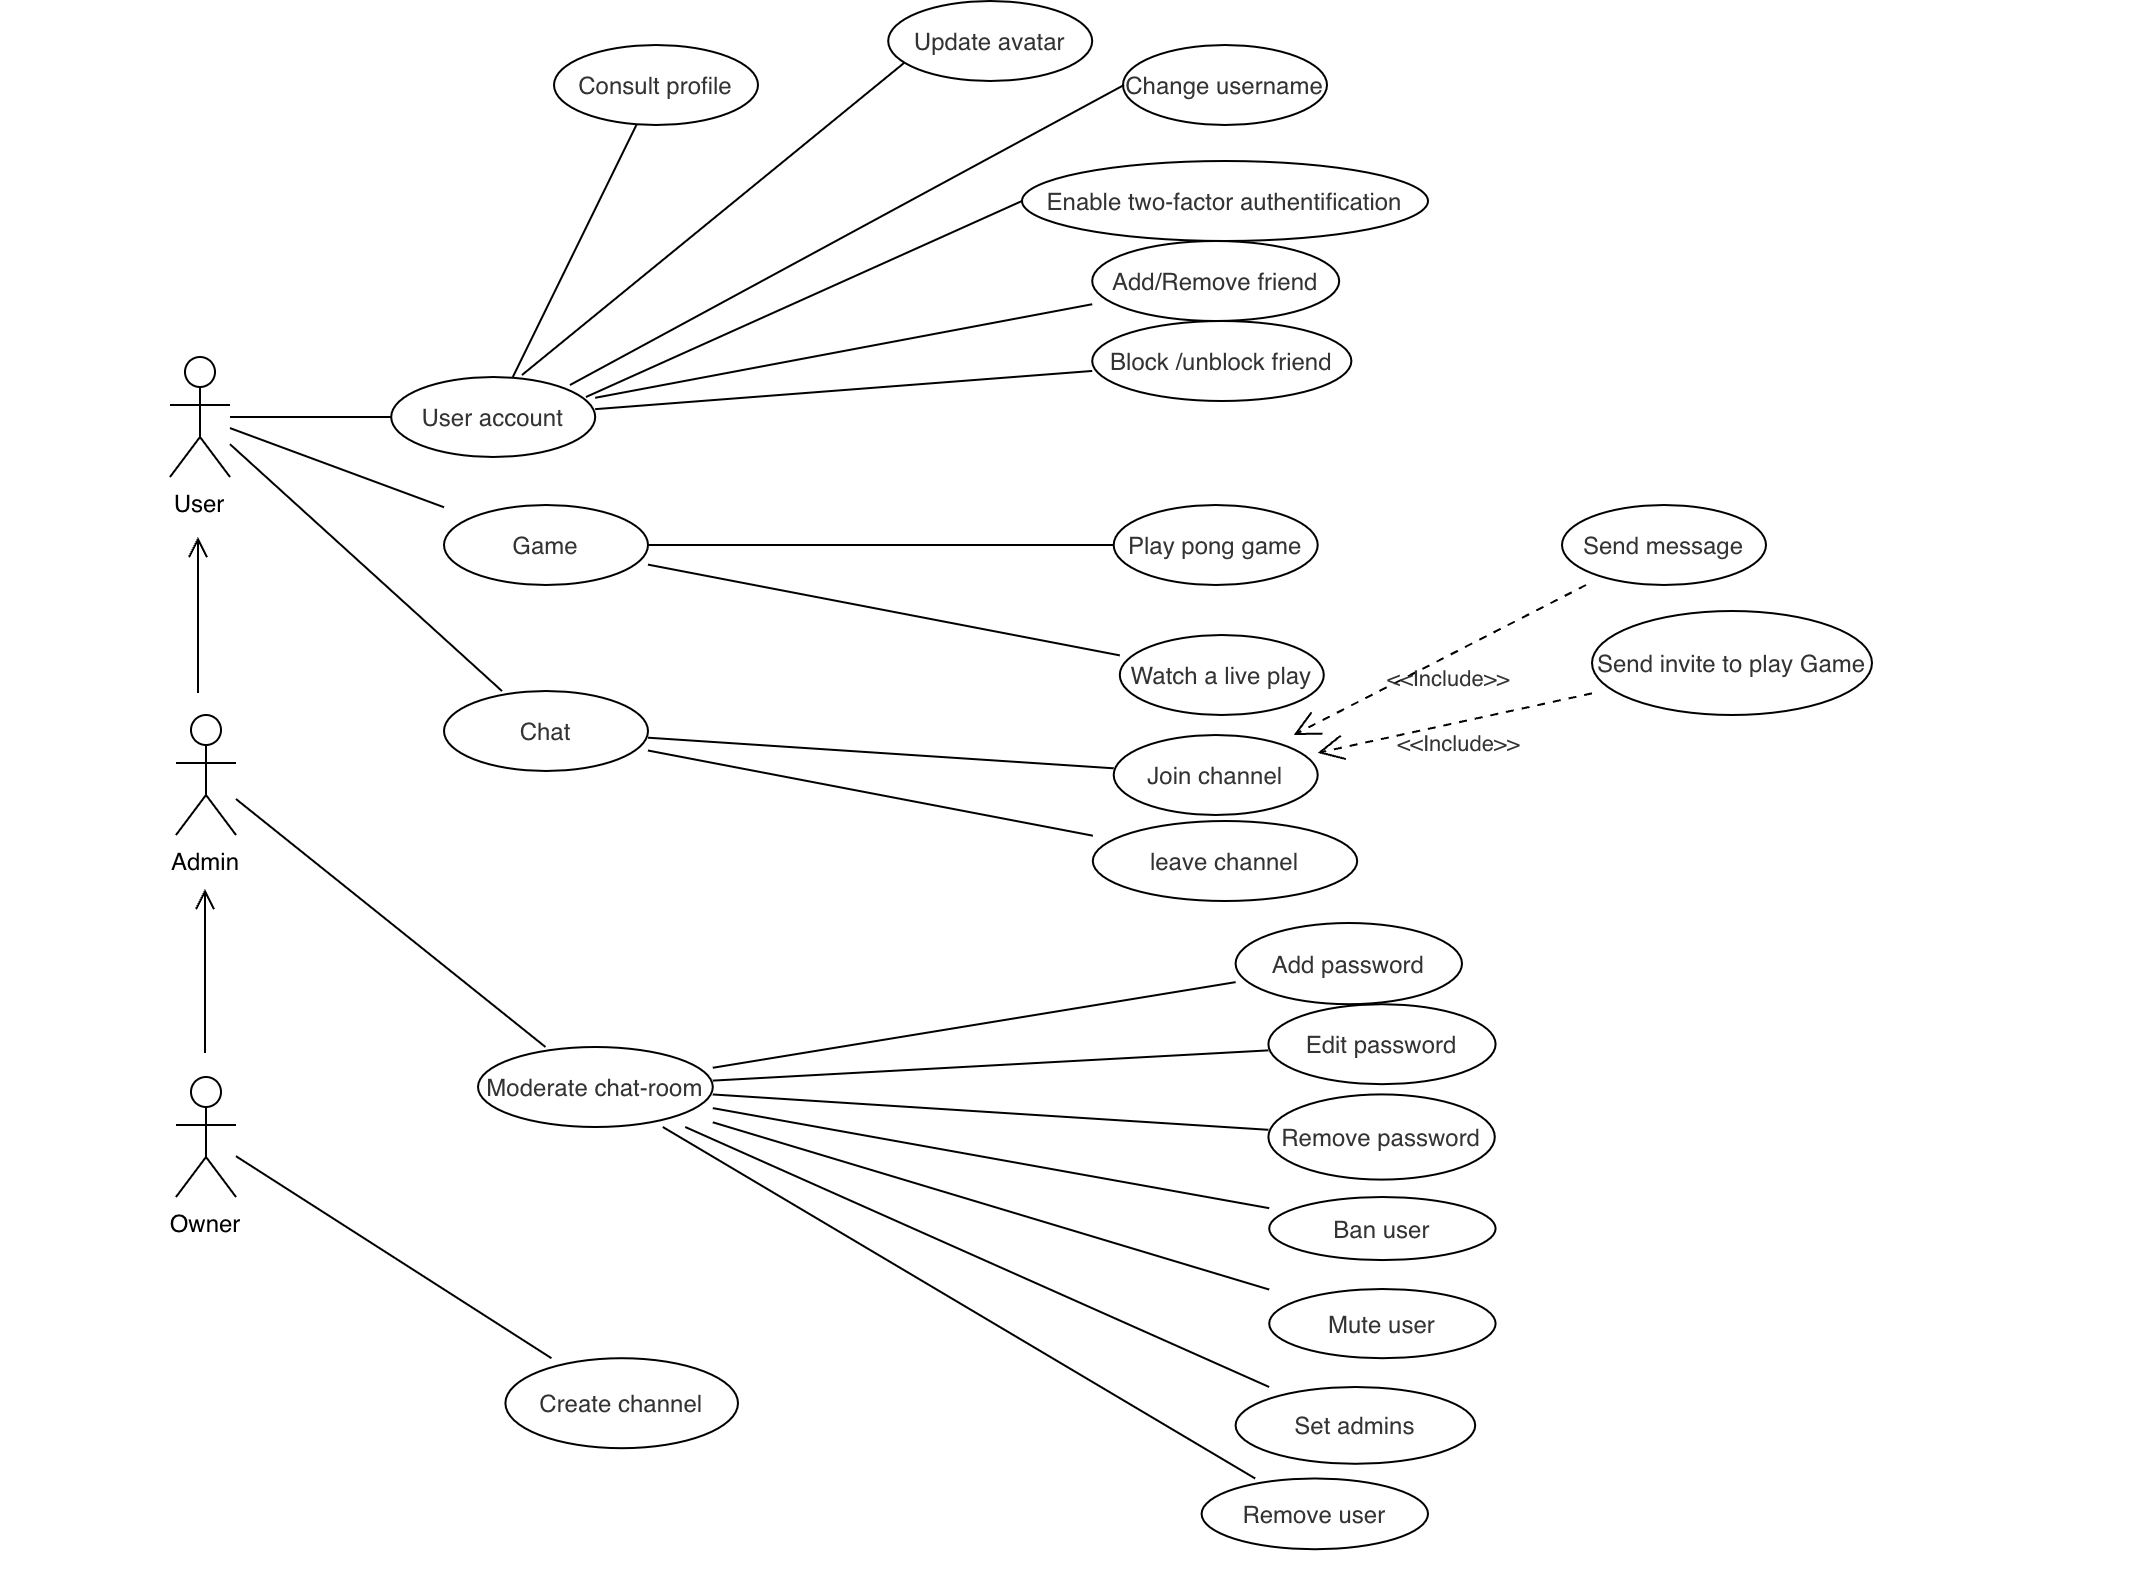 Update avatar
Consult profile
Change username
Enable two-factor authentification
Add/Remove friend
Block /unblock friend
User account
User
Game
Play pong game
Send message
Send invite to play Game
Watch a live play
<<Include>>
Chat
<<Include>>
Join channel
Admin
leave channel
Add password
Edit password
Moderate chat-room
Remove password
Owner
Ban user
Mute user
Create channel
Set admins
Remove user